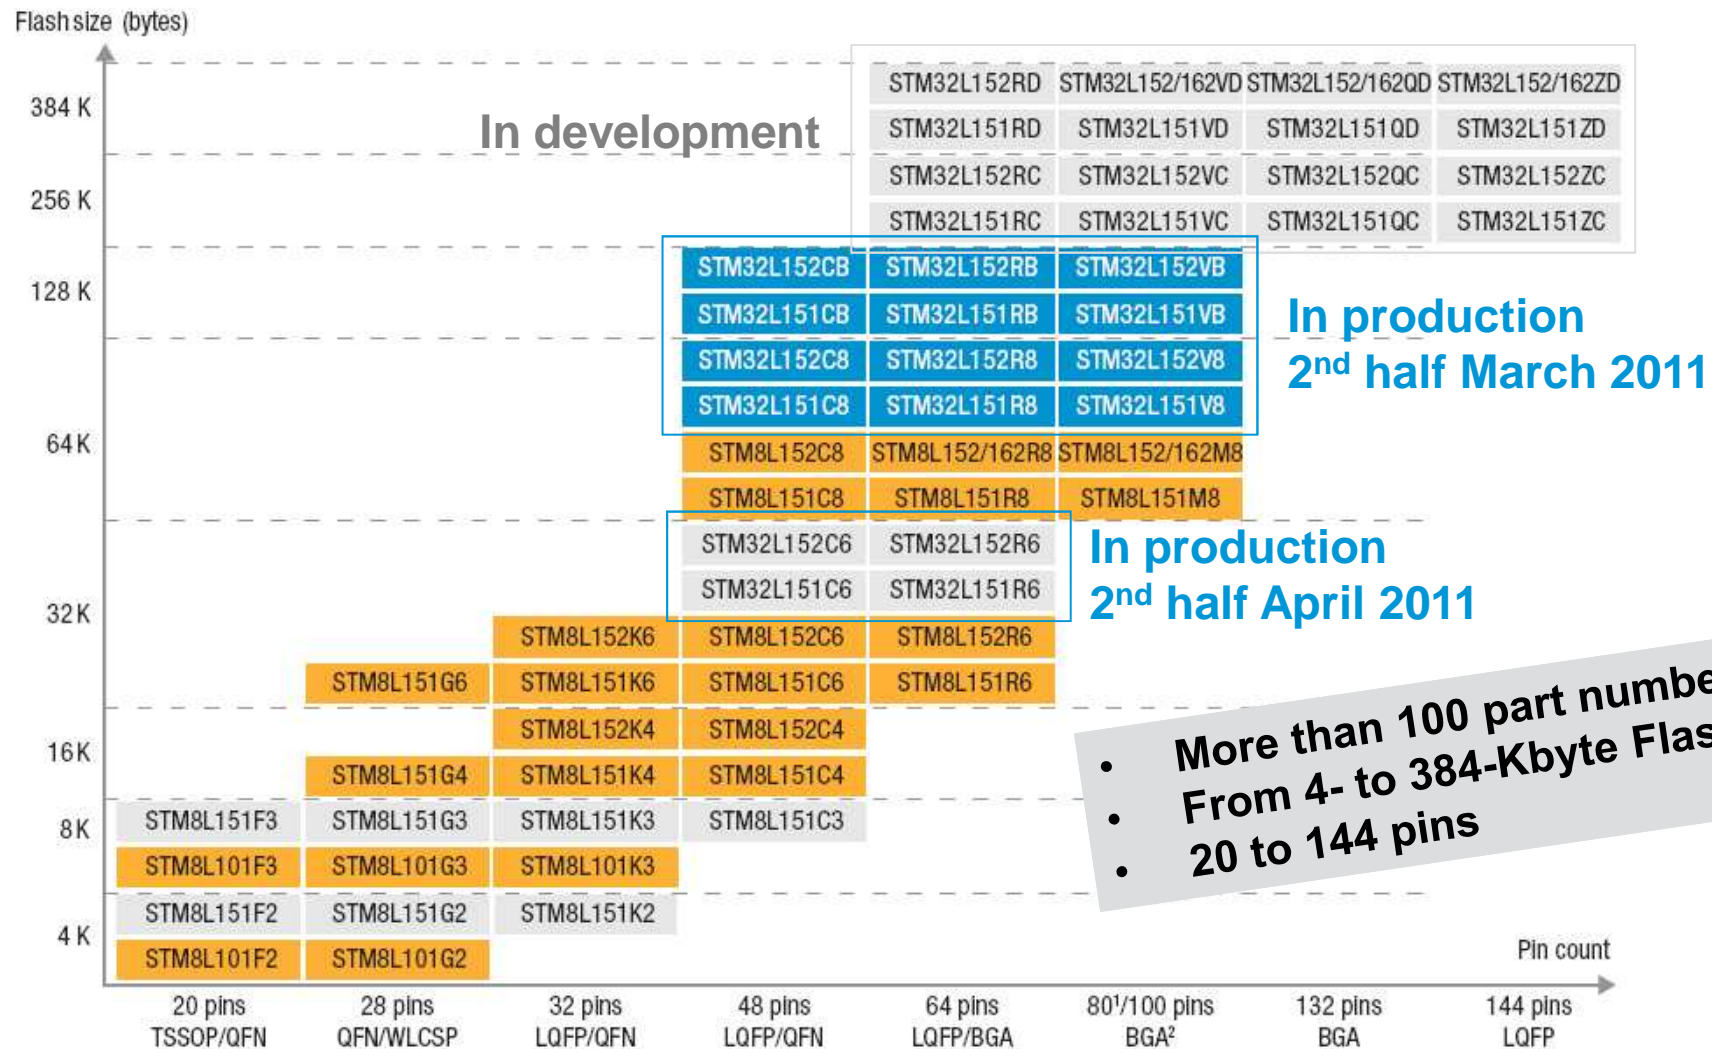 Flash size (bytes)
384 K
STM32L152RD STM32L152/162VD STM32L152/162QD STM32L152/162ZD
In development
STM32L151RD STM32L151VD STM32L151QD STM32L151ZD
256 K
STM32L152RC STM32L152VC STM32L152QC STM32L152ZC
STM32L151RC STM32L151VC STM32L151QC STM32L151ZC
128 K
STM32L152CB STM32L152RB STM32L152VB
STM32L151CB STM32L151RB STM32L151VB
In production
2nd half March 2011
STM32L152C8 STM32L152R8 STM32L152V8
STM32L151C8 STM32L151R8 STM32L151V8
64 K
STM8L152C8 STM8L152/162R8 STM8L152/162M8
STM8L151C8 STM8L151R8 STM8L151M8
STM32L152C6 STM32L152R6
STM32L151C6 STM32L151R6
In production
2nd half April 2011
32 K
STM8L152K6 STM8L152C6 STM8L152R6
STM8L151G6 STM8L151K6 STM8L151C6 STM8L151R6
16 K
STM8L152K4 STM8L152C4
STM8L151G4 STM8L151K4 STM8L151C4
• More than 100 part numbe
• From 4- to 384-Kbyte Flas
• 20 to 144 pins
8 K
STM8L151F3 STM8L151G3 STM8L151K3 STM8L151C3
STM8L101F3 STM8L101G3 STM8L101K3
4 K
STM8L151F2 STM8L151G2 STM8L151K2
STM8L101F2 STM8L101G2
Pin count
20 pins 28 pins 32 pins 48 pins 64 pins 80¹/100 pins 132 pins 144 pins
TSSOP/QFN QFN/WLCSP LQFP/QFN LQFP/QFN LQFP/BGA BGA² BGA LQFP